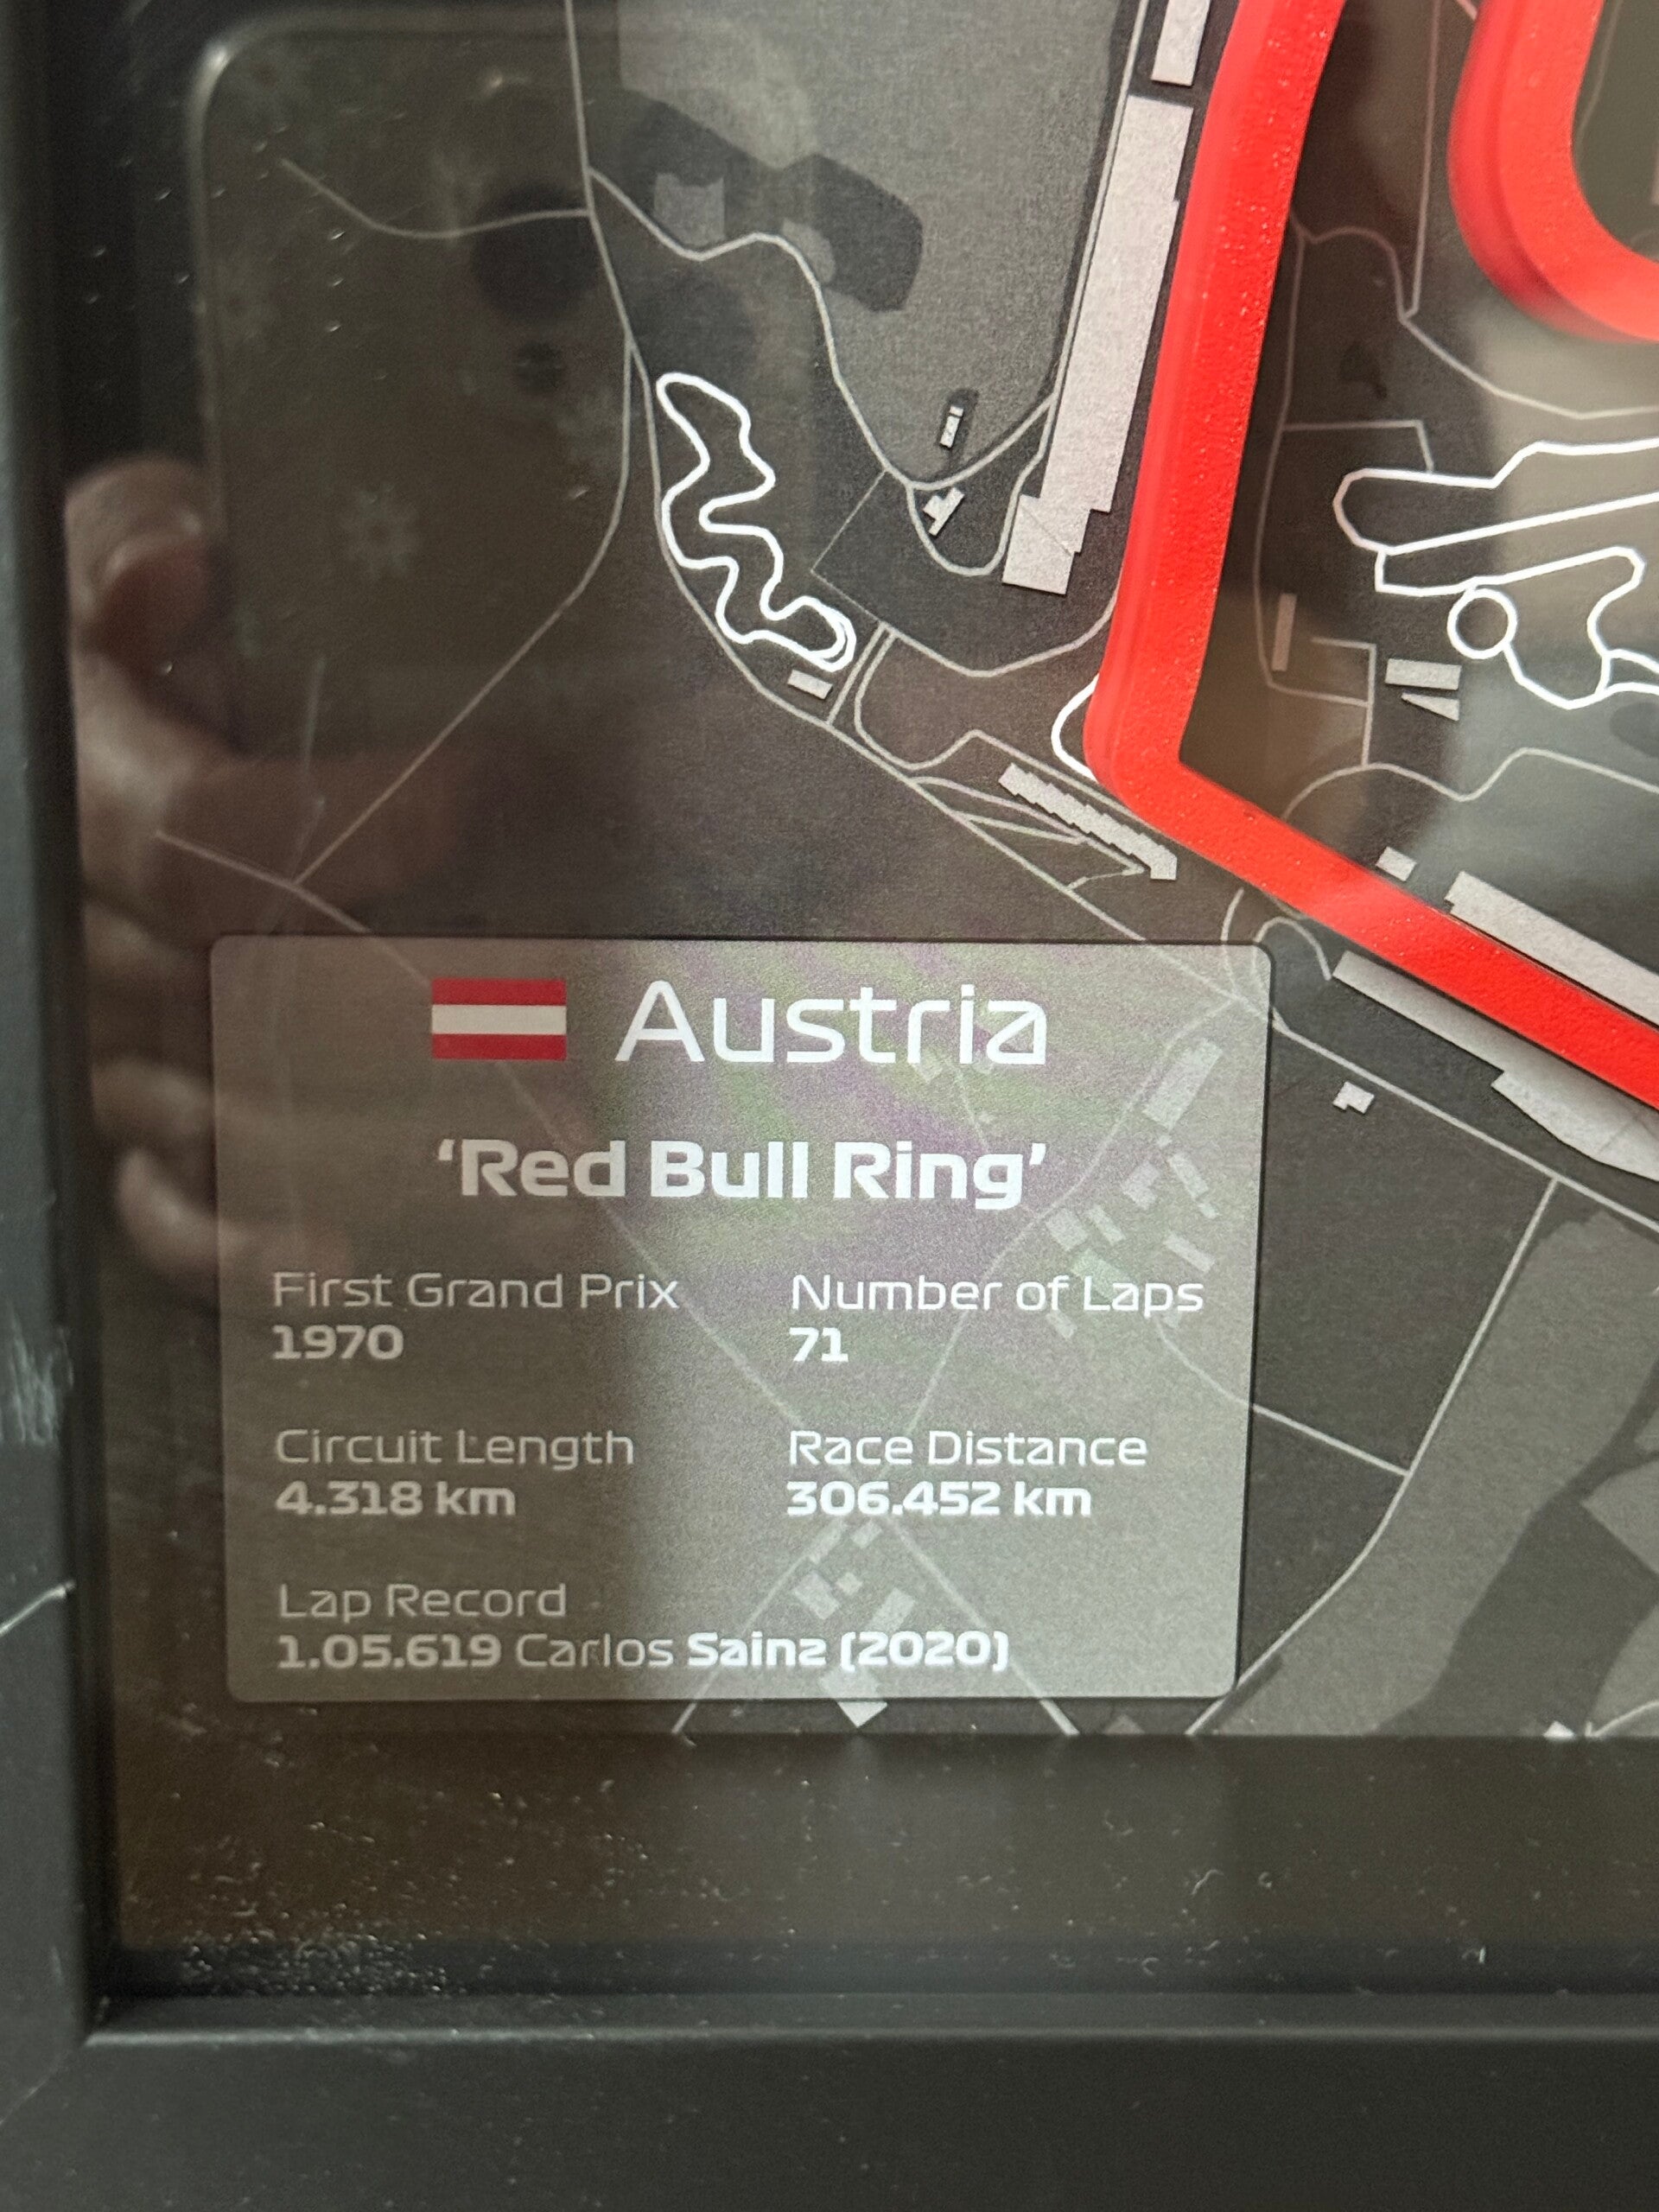 Austria
‘Red Bull Ring’
First Grand Prix
1970
Number of Laps
71
Circuit Length
4.318 km
Race Distance
306.452 km
Lap Record
1.05.619 Carlos Sainz (2020)